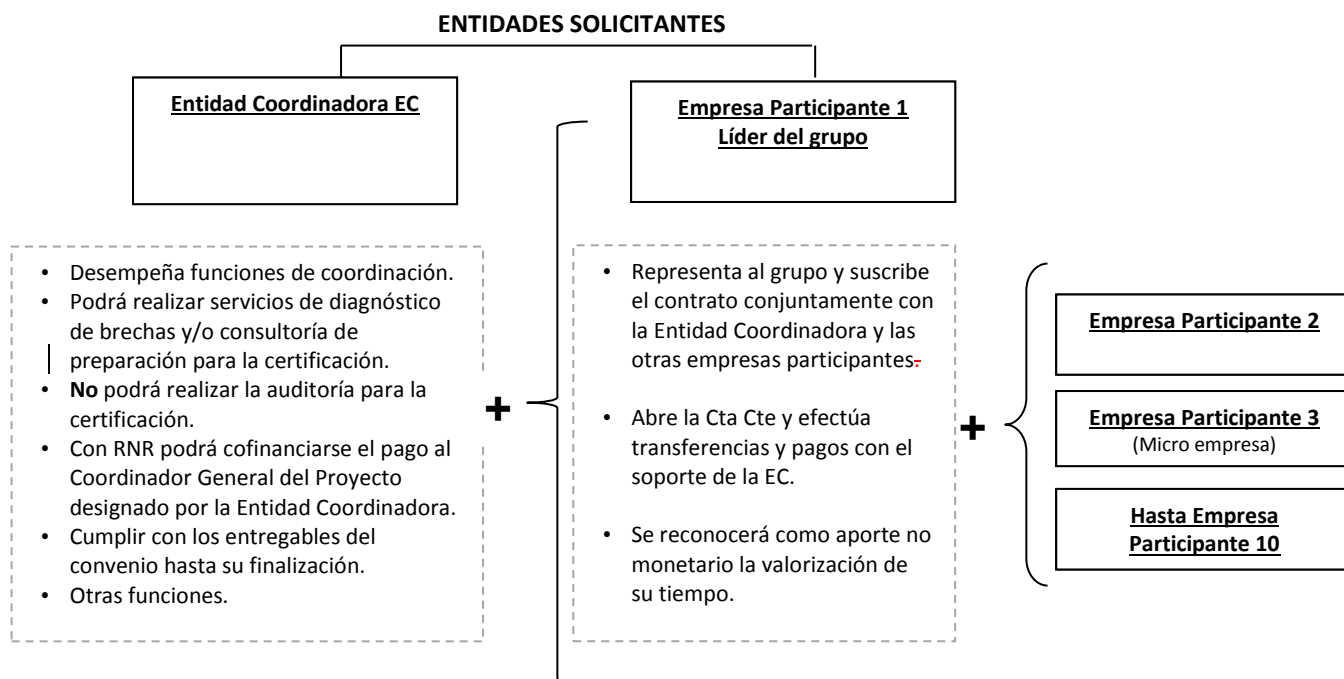 ENTIDADES SOLICITANTES
Entidad Coordinadora EC
Empresa Participante 1
Líder del grupo
• Desempeña funciones de coordinación.
• Podrá realizar servicios de diagnóstico
de brechas y/o consultoría de
preparación para la certificación.
• No podrá realizar la auditoría para la
certificación.
• Con RNR podrá cofinanciarse el pago al
Coordinador General del Proyecto
designado por la Entidad Coordinadora.
• Cumplir con los entregables del
convenio hasta su finalización.
• Otras funciones.
+
• Representa al grupo y suscribe
el contrato conjuntamente con
la Entidad Coordinadora y las
otras empresas participantes.
• Abre la Cta Cte y efectúa
transferencias y pagos con el
soporte de la EC.
• Se reconocerá como aporte no
monetario la valorización de
su tiempo.
+
Empresa Participante 2
Empresa Participante 3
(Micro empresa)
Hasta Empresa
Participante 10